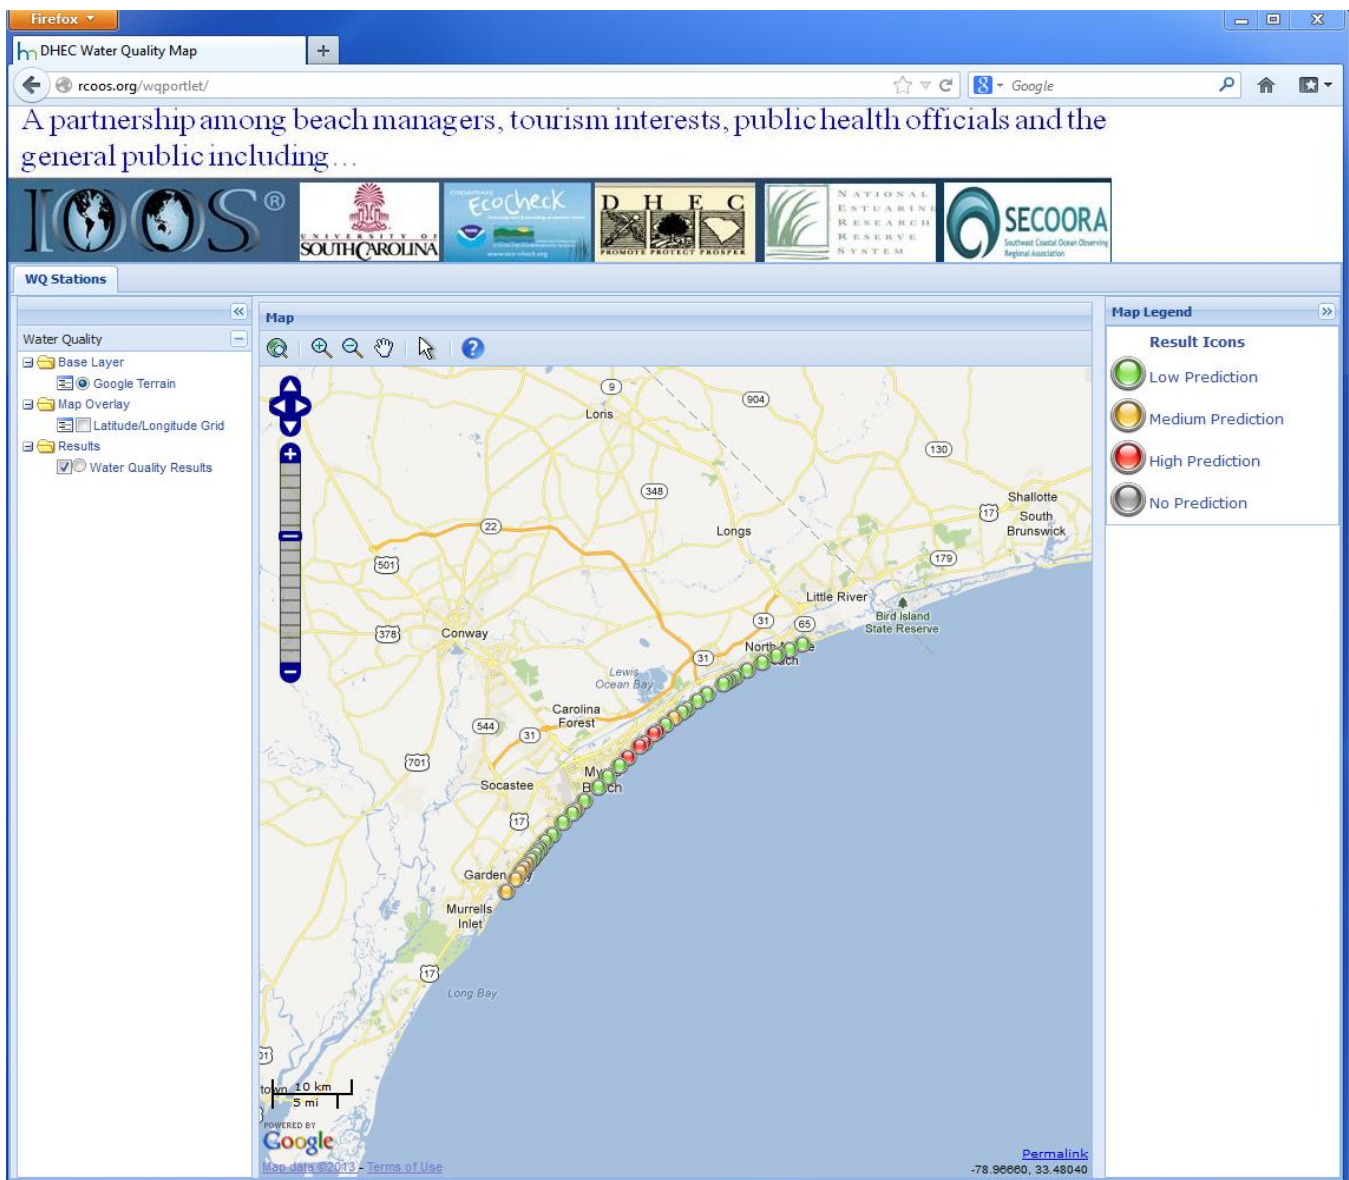 Firefox
DHEC Water Quality Map
rcoos.org/wqportlet/
Google
A partnership among beach managers, tourism interests, public health officials and the
general public including...
IOOS®
UNIVERSITY OF
SOUTH CAROLINA
EcoCheck
www.eco-check.org
DHEC
PROMOTE PROTECT PROSPER
NATIONAL
ESTUARINE
RESEARCH
RESERVE
SYSTEM
SECOORA
Southeast Coastal Ocean Observing
Regional Association
WQ Stations
Water Quality
Base Layer
Google Terrain
Map Overlay
Latitude/Longitude Grid
Results
Water Quality Results
Map
9
Loris
904
130
348
Shallotte
17
South
Brunswick
22
Longs
501
179
Little River
Bird Island
State Reserve
31
65
378
Conway
31
Lewis
Ocean Bay
Carolina
Forest
544
31
701
Socastee
17
Garden
Murrells
Inlet
17
Long Bay
10 km
5 mi
POWERED BY
Google
Map data ©2013 - Terms of Use
Permalink
-78.96660, 33.48040
Map Legend
Result Icons
Low Prediction
Medium Prediction
High Prediction
No Prediction